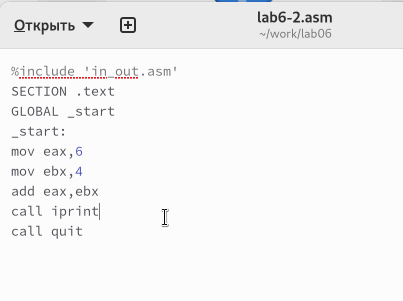 Открыть
lab6-2.asm
~/work/lab06
%include 'in_out.asm'
SECTION .text
GLOBAL _start
_start:
mov eax,6
mov ebx,4
add eax,ebx
call iprint
call quit